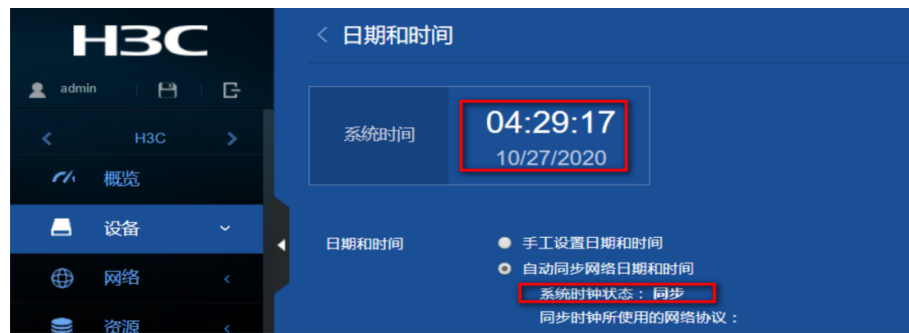 H3C
admin
H3C
概览
设备
网络
资源
日期和时间
系统时间
04:29:17
10/27/2020
日期和时间
手工设置日期和时间
自动同步网络日期和时间
系统时钟状态： 同步
同步时钟所使用的网络协议：